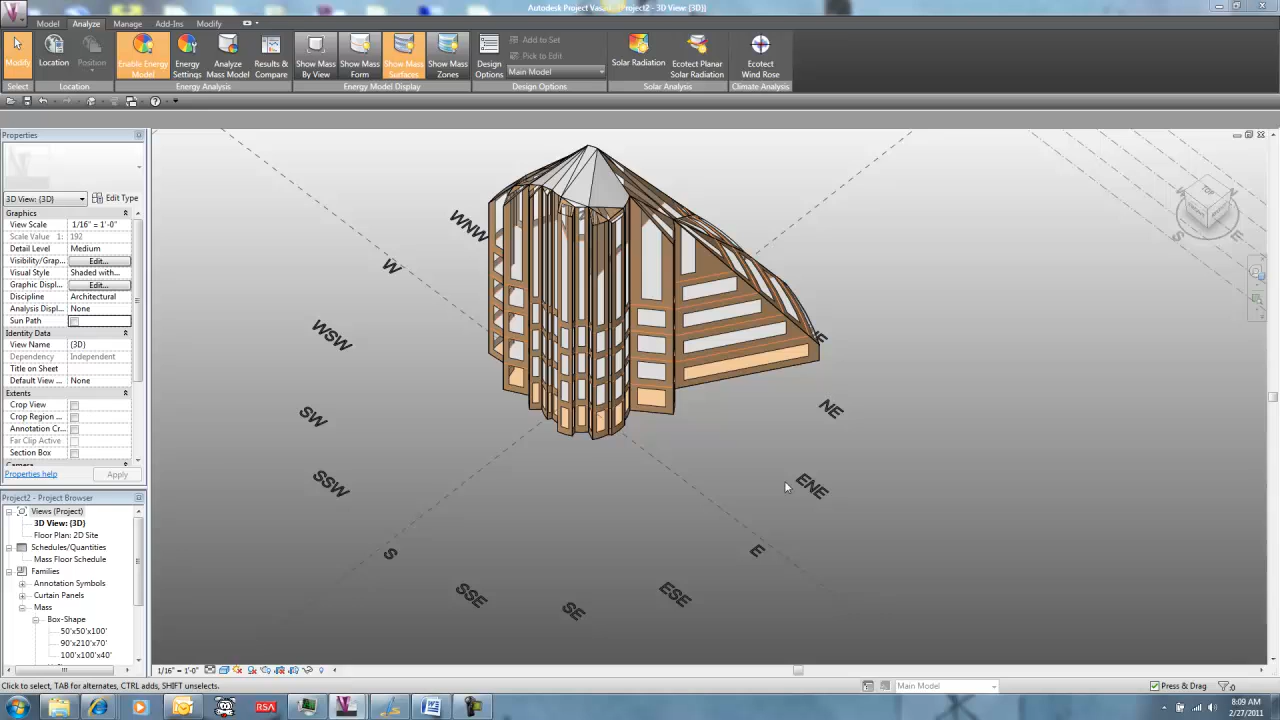 Autodesk Project Vasari - [Project2 - 3D View: {3D}]
Model Analyze Manage Add-Ins Modify
Modify
Location
Position
Enable Energy Model
Energy Settings
Analyze Mass Model
Results & Compare
Show Mass By View
Show Mass Form
Show Mass Surfaces
Show Mass Zones
Design Options
Add to Set
Pick to Edit
Main Model
Solar Radiation
Ecotect Planar Solar Radiation
Ecotect Wind Rose
Select Location Energy Analysis Energy Model Display Design Options Solar Analysis Climate Analysis
Properties
3D View: {3D} Edit Type
Graphics
View Scale 1/16" = 1'-0"
Scale Value 1: 192
Detail Level Medium
Visibility/Grap... Edit...
Visual Style Shaded with...
Graphic Displ... Edit...
Discipline Architectural
Analysis Displ... None
Sun Path
Identity Data
View Name {3D}
Dependency Independent
Title on Sheet
Default View ... None
Extents
Crop View
Crop Region ...
Annotation Cr...
Far Clip Active
Section Box
Camera
Properties help Apply
Project2 - Project Browser
Views (Project)
3D View: {3D}
Floor Plan: 2D Site
Schedules/Quantities
Mass Floor Schedule
Families
Annotation Symbols
Curtain Panels
Mass
Box-Shape
50'x50'x100'
90'x210'x70'
100'x100'x40'
WNW
W
WSW
SW
SSW
S
SSE
SE
ESE
E
ENE
NE
TOP
W
N
S
E
1/16" = 1'-0"
Click to select, TAB for alternates, CTRL adds, SHIFT unselects.
Main Model
Press & Drag
:0
RSA
8:09 AM
2/27/2011